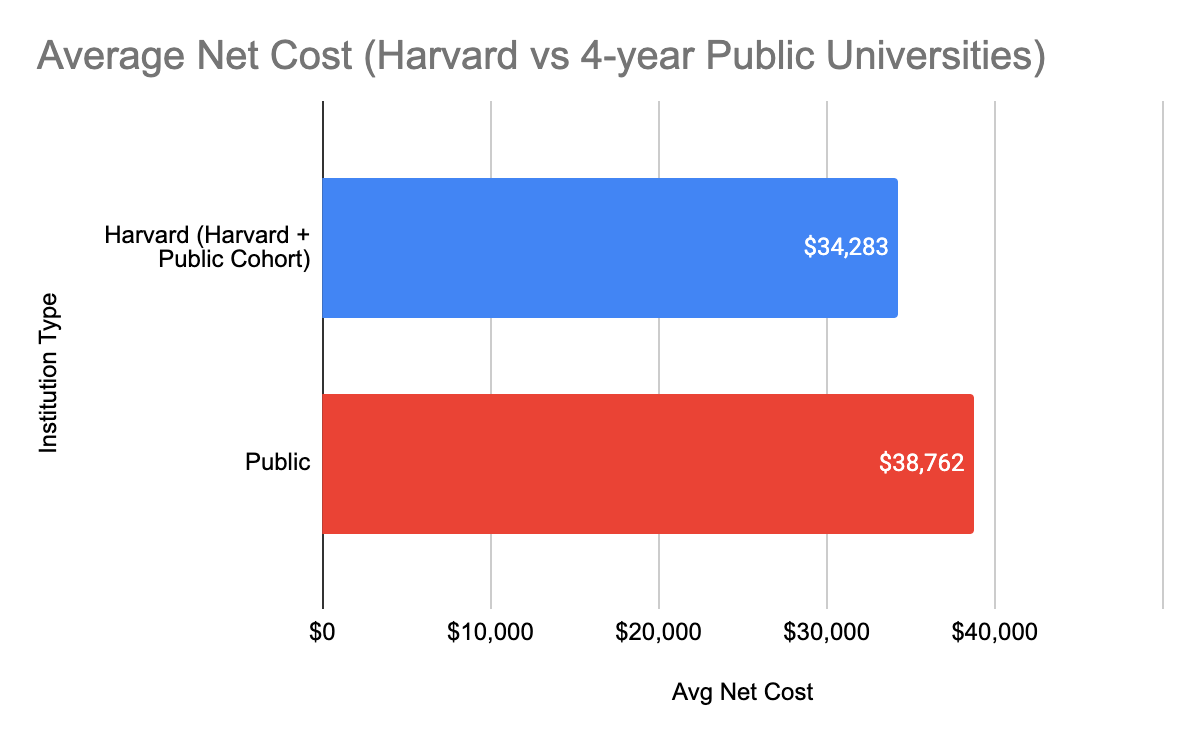 Average Net Cost (Harvard vs 4-year Public Universities)
Institution Type
Harvard (Harvard +
Public Cohort)
$34,283
Public
$38,762
$0
$10,000
$20,000
$30,000
$40,000
Avg Net Cost